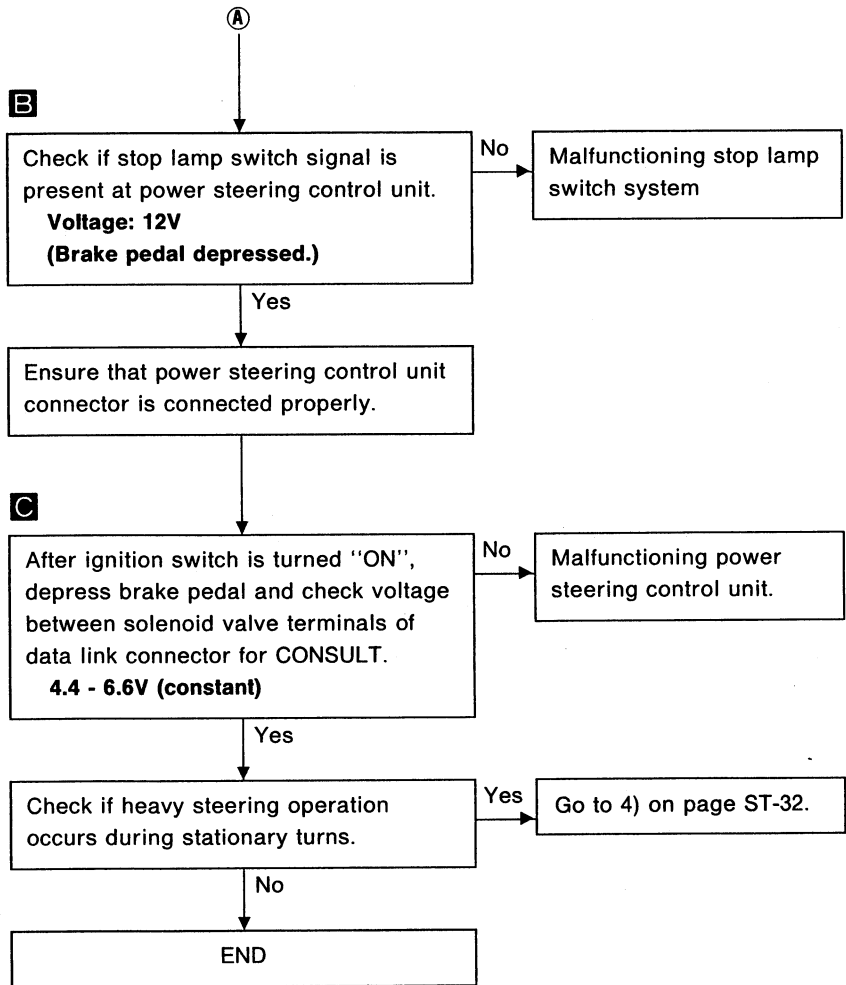 A
B
Check if stop lamp switch signal is
present at power steering control unit.
Voltage: 12V
(Brake pedal depressed.)
No
Malfunctioning stop lamp
switch system
Yes
Ensure that power steering control unit
connector is connected properly.
C
After ignition switch is turned ''ON'',
depress brake pedal and check voltage
between solenoid valve terminals of
data link connector for CONSULT.
4.4 - 6.6V (constant)
No
Malfunctioning power
steering control unit.
Yes
Check if heavy steering operation
occurs during stationary turns.
Yes
Go to 4) on page ST-32.
No
END